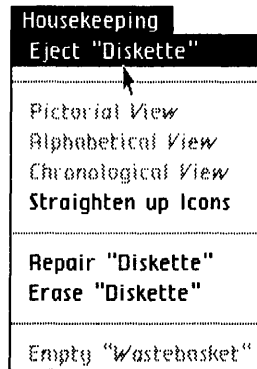 Housekeeping
Eject "Diskette"
Pictorial View
Alphabetical View
Chronological View
Straighten up Icons
Repair "Diskette"
Erase "Diskette"
Empty "Wastebasket"